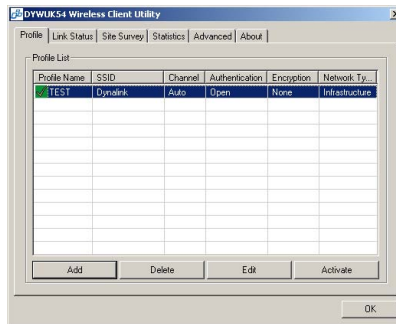 DYWUK54 Wireless Client Utility
Profile Link Status Site Survey Statistics Advanced About
Profile List
Profile Name SSID Channel Authentication Encryption Network Ty...
TEST Dynalink Auto Open None Infrastructure
Add Delete Edit Activate
OK